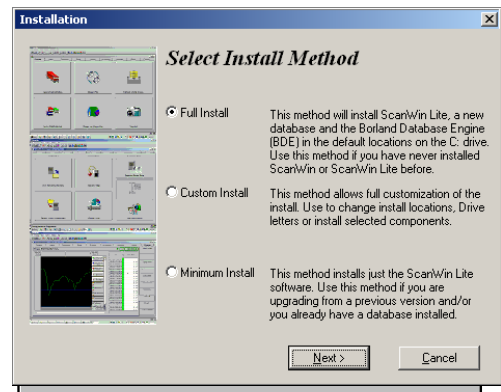 Installation
Select Install Method
Full Install
This method will install ScanWin Lite, a new
database and the Borland Database Engine
(BDE) in the default locations on the C: drive.
Use this method if you have never installed
ScanWin or ScanWin Lite before.
Custom Install
This method allows full customization of the
install. Use to change install locations, Drive
letters or install selected components.
Minimum Install
This method installs just the ScanWin Lite
software. Use this method if you are
upgrading from a previous version and/or
you already have a database installed.
Next >
Cancel